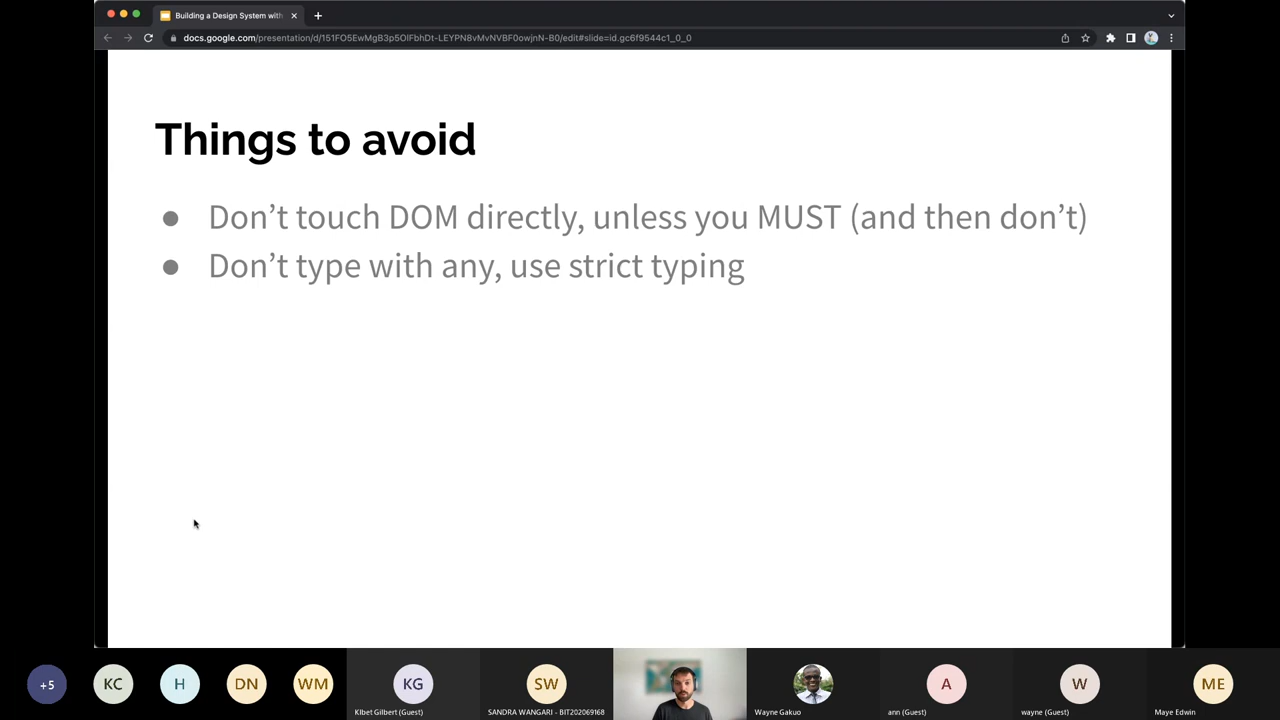 Building a Design System with
docs.google.com/presentation/d/151FO5EwMgB3p5OlFbhDt-LEYPN8vMvNVBF0owjnN-B0/edit#slide=id.gc6f9544c1_0_0
Things to avoid
● Don't touch DOM directly, unless you MUST (and then don't)
● Don't type with any, use strict typing
+5
KC
H
DN
WM
KG
SW
A
W
ME
KIbet Gilbert (Guest)
SANDRA WANGARI - BIT202069168
Wayne Gakuo
ann (Guest)
wayne (Guest)
Maye Edwin